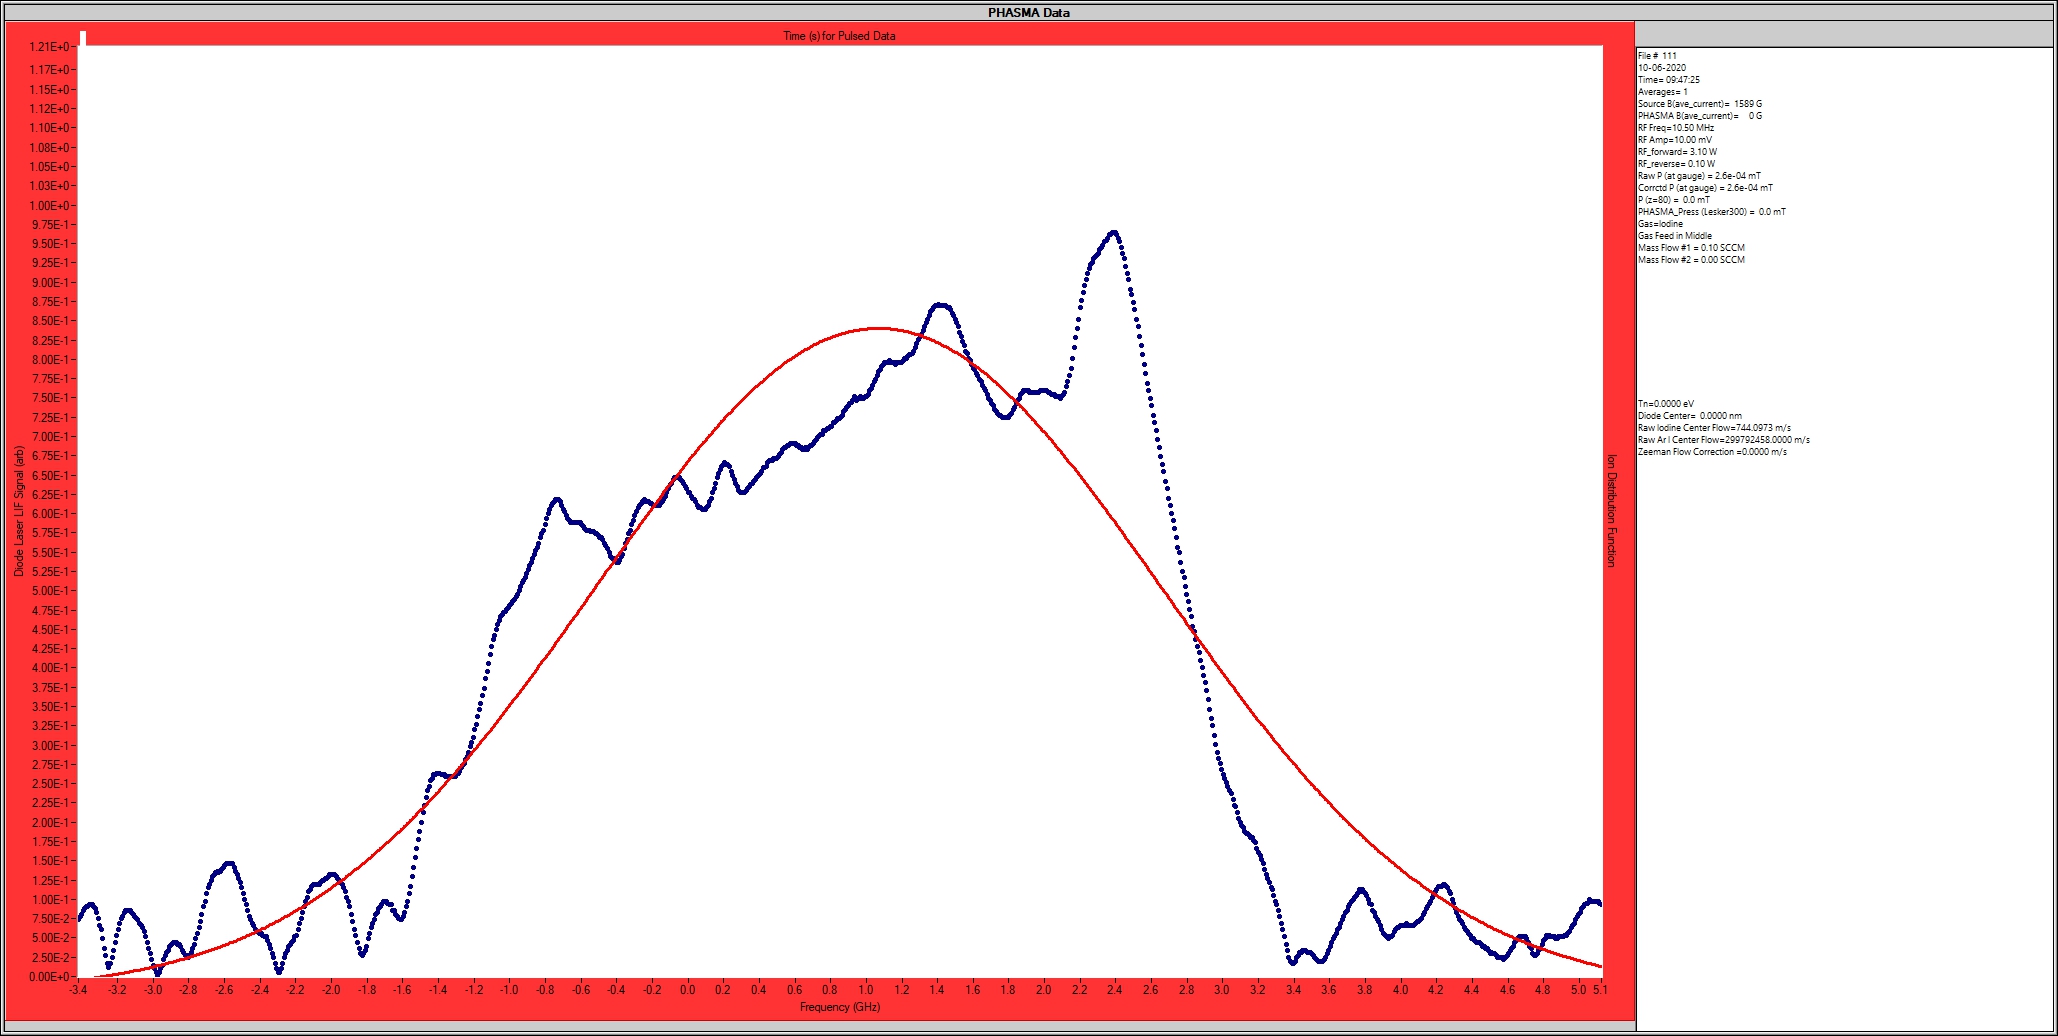 PHASMA Data
Time (s) for Pulsed Data
1.21E+0
1.17E+0
1.15E+0
1.12E+0
1.10E+0
1.08E+0
1.05E+0
1.03E+0
1.00E+0
9.75E-1
9.50E-1
9.25E-1
9.00E-1
8.75E-1
8.50E-1
8.25E-1
8.00E-1
7.75E-1
7.50E-1
7.25E-1
7.00E-1
6.75E-1
6.50E-1
6.25E-1
6.00E-1
5.75E-1
5.50E-1
5.25E-1
5.00E-1
4.75E-1
4.50E-1
4.25E-1
4.00E-1
3.75E-1
3.50E-1
3.25E-1
3.00E-1
2.75E-1
2.50E-1
2.25E-1
2.00E-1
1.75E-1
1.50E-1
1.25E-1
1.00E-1
7.50E-2
5.00E-2
2.50E-2
0.00E+0
Diode Laser LIF Signal (arb)
-3.4 -3.2 -3.0 -2.8 -2.6 -2.4 -2.2 -2.0 -1.8 -1.6 -1.4 -1.2 -1.0 -0.8 -0.6 -0.4 -0.2 0.0 0.2 0.4 0.6 0.8 1.0 1.2 1.4 1.6 1.8 2.0 2.2 2.4 2.6 2.8 3.0 3.2 3.4 3.6 3.8 4.0 4.2 4.4 4.6 4.8 5.0 5.1
Frequency (GHz)
Ion Distribution Function
File # 111
10-06-2020
Time= 09:47:25
Averages= 1
Source B(ave_current)= 1589 G
PHASMA B(ave_current)= 0 G
RF Freq=10.50 MHz
RF Amp=10.00 mV
RF_forward= 3.10 W
RF_reverse= 0.10 W
Raw P (at gauge) = 2.6e-04 mT
Corrctd P (at gauge) = 2.6e-04 mT
P (z=80) = 0.0 mT
PHASMA_Press (Lesker300) = 0.0 mT
Gas=Iodine
Gas Feed in Middle
Mass Flow #1 = 0.10 SCCM
Mass Flow #2 = 0.00 SCCM
Tn=0.0000 eV
Diode Center= 0.0000 nm
Raw Iodine Center Flow=744.0973 m/s
Raw Ar I Center Flow=299792458.0000 m/s
Zeeman Flow Correction =0.0000 m/s